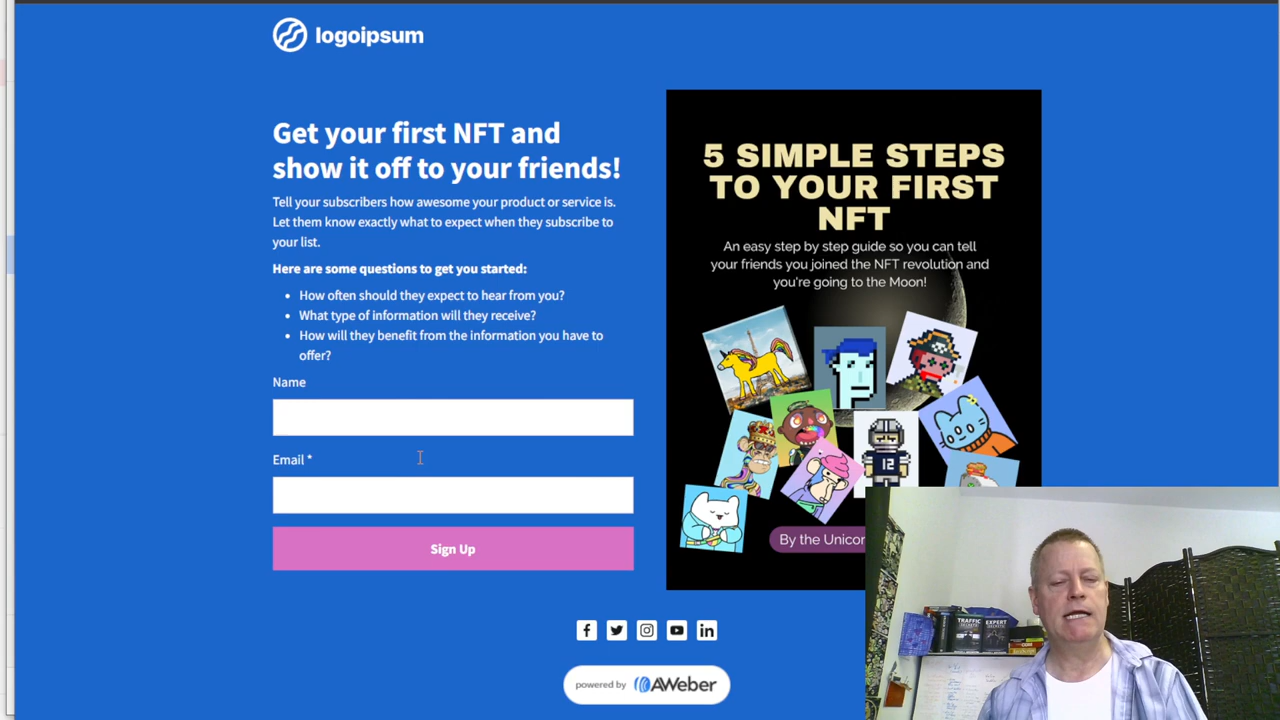 logoipsum
Get your first NFT and
show it off to your friends!
Tell your subscribers how awesome your product or service is.
Let them know exactly what to expect when they subscribe to
your list.
Here are some questions to get you started:
How often should they expect to hear from you?
What type of information will they receive?
How will they benefit from the information you have to
offer?
Name
Email *
Sign Up
5 SIMPLE STEPS
TO YOUR FIRST
NFT
An easy step by step guide so you can tell
your friends you joined the NFT revolution and
you're going to the Moon!
12
By the Unicor
powered by AWeber
TRAFFIC
SECRETS
EXPERT
SECRETS